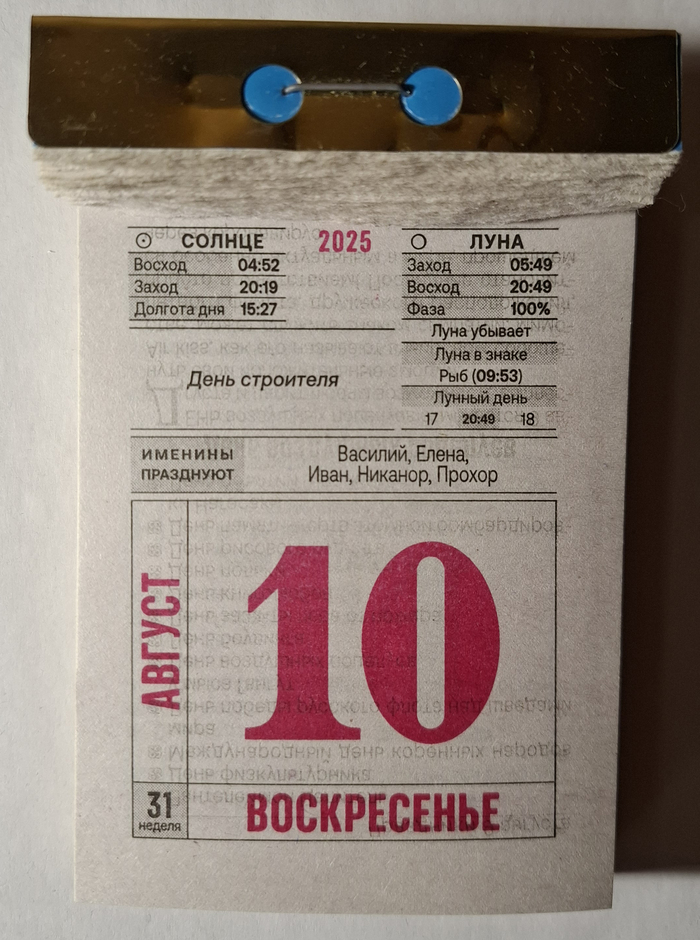 СОЛНЦЕ
Восход 04:52
Заход 20:19
Долгота дня 15:27
2025
ЛУНА
Заход 05:49
Восход 20:49
Фаза 100%
Луна убывает
Луна в знаке
Рыб (09:53)
Лунный день
17 20:49 18
День строителя
ИМЕНИНЫ
ПРАЗДНУЮТ
Василий, Елена,
Иван, Никанор, Прохор
АВГУСТ
10
31
неделя
ВОСКРЕСЕНЬЕ